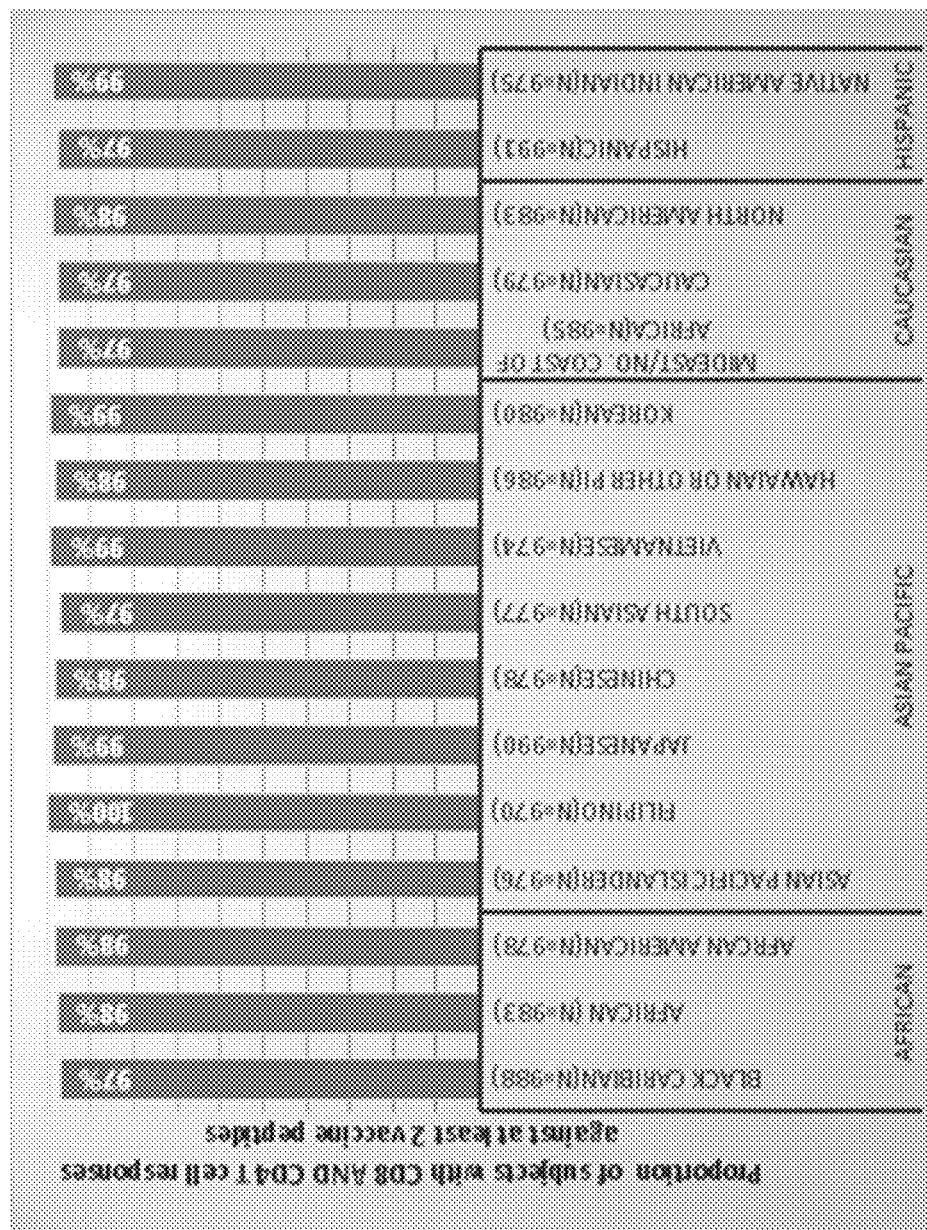 Proportion of subjects with CD8 AND CD4 T cell responses
against at least 2 vaccine peptides
AFRICAN
BLACK CARIBIAN(N=988) 97%
AFRICAN (N=983) 98%
AFRCAN AMERICAN(N=978) 98%
ASIAN PACIFIC
ASIAN PACIFIC ISLANDER(N=976) 98%
FILIPINO(N=970) 100%
JAPANESE(N=990) 99%
CHINESE(N=978) 98%
SOUTH ASIAN(N=977) 97%
VIETNAMESE(N=974) 99%
HAWAIAN OR OTHER PI(N=986) 98%
KOREAN(N=980) 99%
CAUCASIAN
MIDEAST/NO. COAST OF
AFRICA(N=985) 97%
CAUCASIAN(N=979) 97%
NORTH AMERICAN(N=983) 98%
HISPANIC
HISPANIC(N=991) 97%
NATIVE AMERICAN INDIAN(N=975) 99%